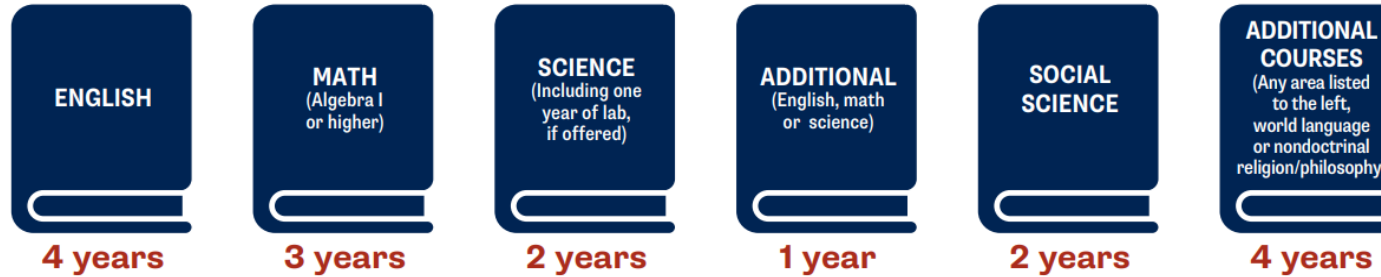 ENGLISH
4 years
MATH
(Algebra I
or higher)
3 years
SCIENCE
(Including one
year of lab,
if offered)
2 years
ADDITIONAL
(English, math
or science)
1 year
SOCIAL
SCIENCE
2 years
ADDITIONAL
COURSES
(Any area listed
to the left,
world language
or nondoctrinal
religion/philosophy
4 years